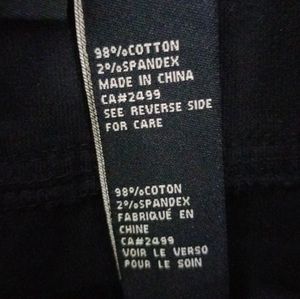 98%COTTON
2%SPANDEX
MADE IN CHINA
CA#2499
SEE REVERSE SIDE
FOR CARE
98%COTON
2%SPANDEX
FABRIQUÉ EN
CHINE
CA#2499
VOIR LE VERSO
POUR LE SOIN